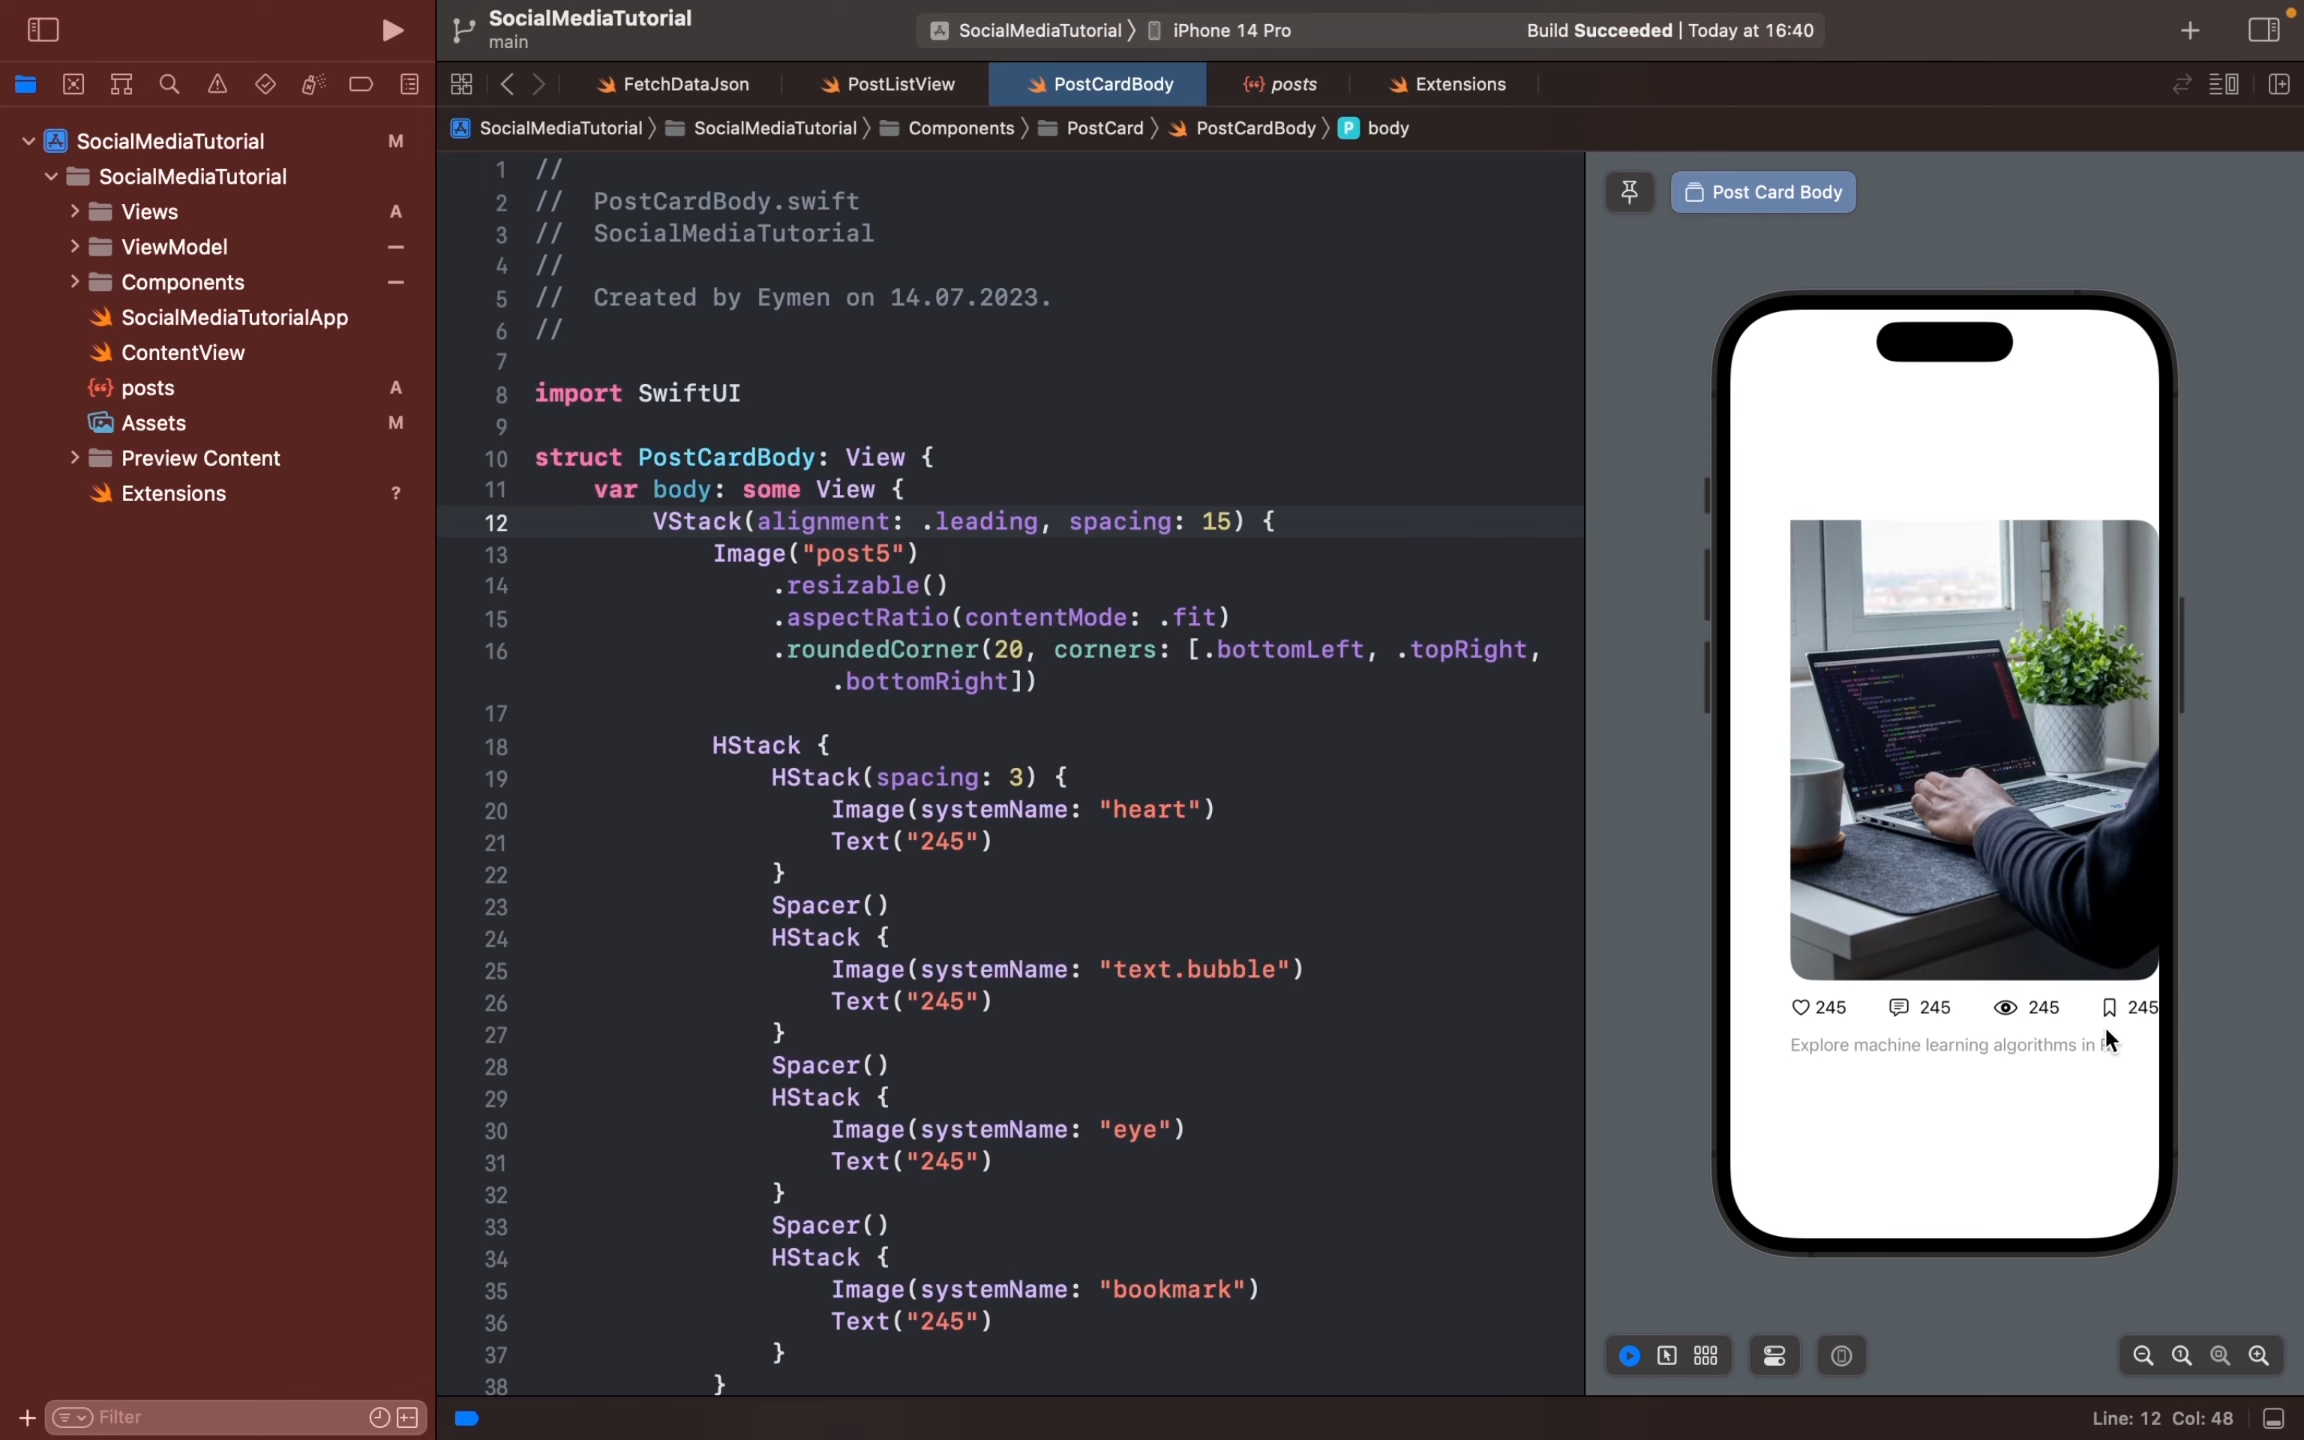 SocialMediaTutorial
main
SocialMediaTutorial 〉 iPhone 14 Pro
Build Succeeded | Today at 16:40
FetchDataJson
PostListView
PostCardBody
posts
Extensions
SocialMediaTutorial 〉 SocialMediaTutorial 〉 Components 〉 PostCard 〉 PostCardBody 〉 P body
SocialMediaTutorial M
SocialMediaTutorial
Views A
ViewModel
Components
SocialMediaTutorialApp
ContentView
posts A
Assets M
Preview Content
Extensions ?
Filter
1 //
2 // PostCardBody.swift
3 // SocialMediaTutorial
4 //
5 // Created by Eymen on 14.07.2023.
6 //
7
8 import SwiftUI
9
10 struct PostCardBody: View {
11 var body: some View {
12 VStack(alignment: .leading, spacing: 15) {
13 Image("post5")
14 .resizable()
15 .aspectRatio(contentMode: .fit)
16 .roundedCorner(20, corners: [.bottomLeft, .topRight,
.bottomRight])
17
18 HStack {
19 HStack(spacing: 3) {
20 Image(systemName: "heart")
21 Text("245")
22 }
23 Spacer()
24 HStack {
25 Image(systemName: "text.bubble")
26 Text("245")
27 }
28 Spacer()
29 HStack {
30 Image(systemName: "eye")
31 Text("245")
32 }
33 Spacer()
34 HStack {
35 Image(systemName: "bookmark")
36 Text("245")
37 }
38 }
Post Card Body
245 245 245 245
Explore machine learning algorithms in
Line: 12 Col: 48